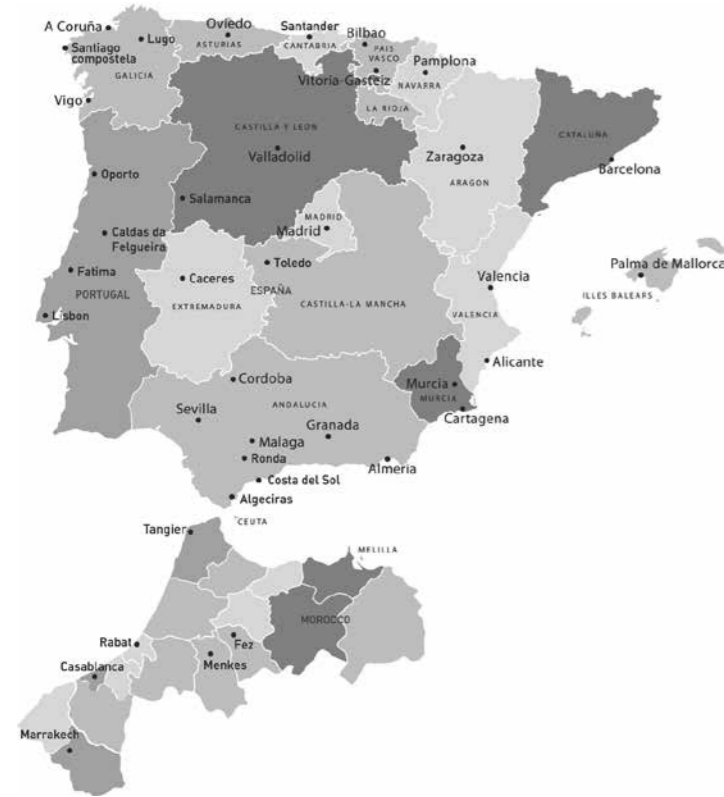 A Coruña
Lugo
Santiago
compostela
GALICIA
Vigo
Oviedo
ASTURIAS
Santander
CANTABRIA
Bilbao
PAIS
VASCO
Vitoria-Gasteiz
Pamplona
NAVARRA
LA RIOJA
CASTILLA Y LEÓN
Valladolid
Salamanca
Zaragoza
ARAGON
CATALUÑA
Barcelona
Oporto
Caldas da
Felgueira
Fatima
PORTUGAL
Lisbon
MADRID
Madrid
Toledo
ESPAÑA
CASTILLA-LA MANCHA
Caceres
EXTREMADURA
Valencia
VALENCIA
Alicante
Palma de Mallorca
ILLES BALEARS
Murcia
MURCIA
Cartagena
Cordoba
Sevilla
ANDALUCIA
Granada
Malaga
Ronda
Costa del Sol
Almeria
Algeciras
CEUTA
Tangier
MELILLA
MOROCCO
Rabat
Fez
Menkes
Casablanca
Marrakech